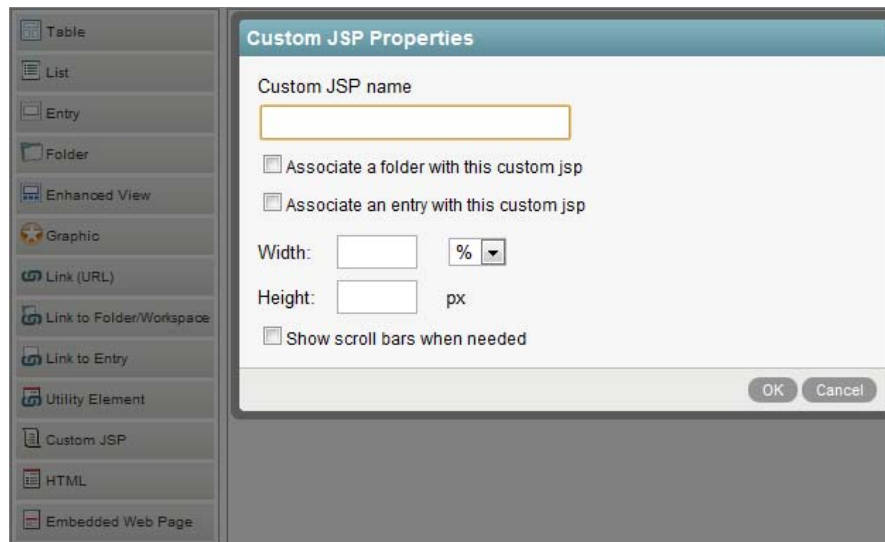 Table
List
Entry
Folder
Enhanced View
Graphic
Link (URL)
Link to Folder/Workspace
Link to Entry
Utility Element
Custom JSP
HTML
Embedded Web Page
Custom JSP Properties
Custom JSP name
Associate a folder with this custom jsp
Associate an entry with this custom jsp
Width: %
Height: px
Show scroll bars when needed
OK Cancel